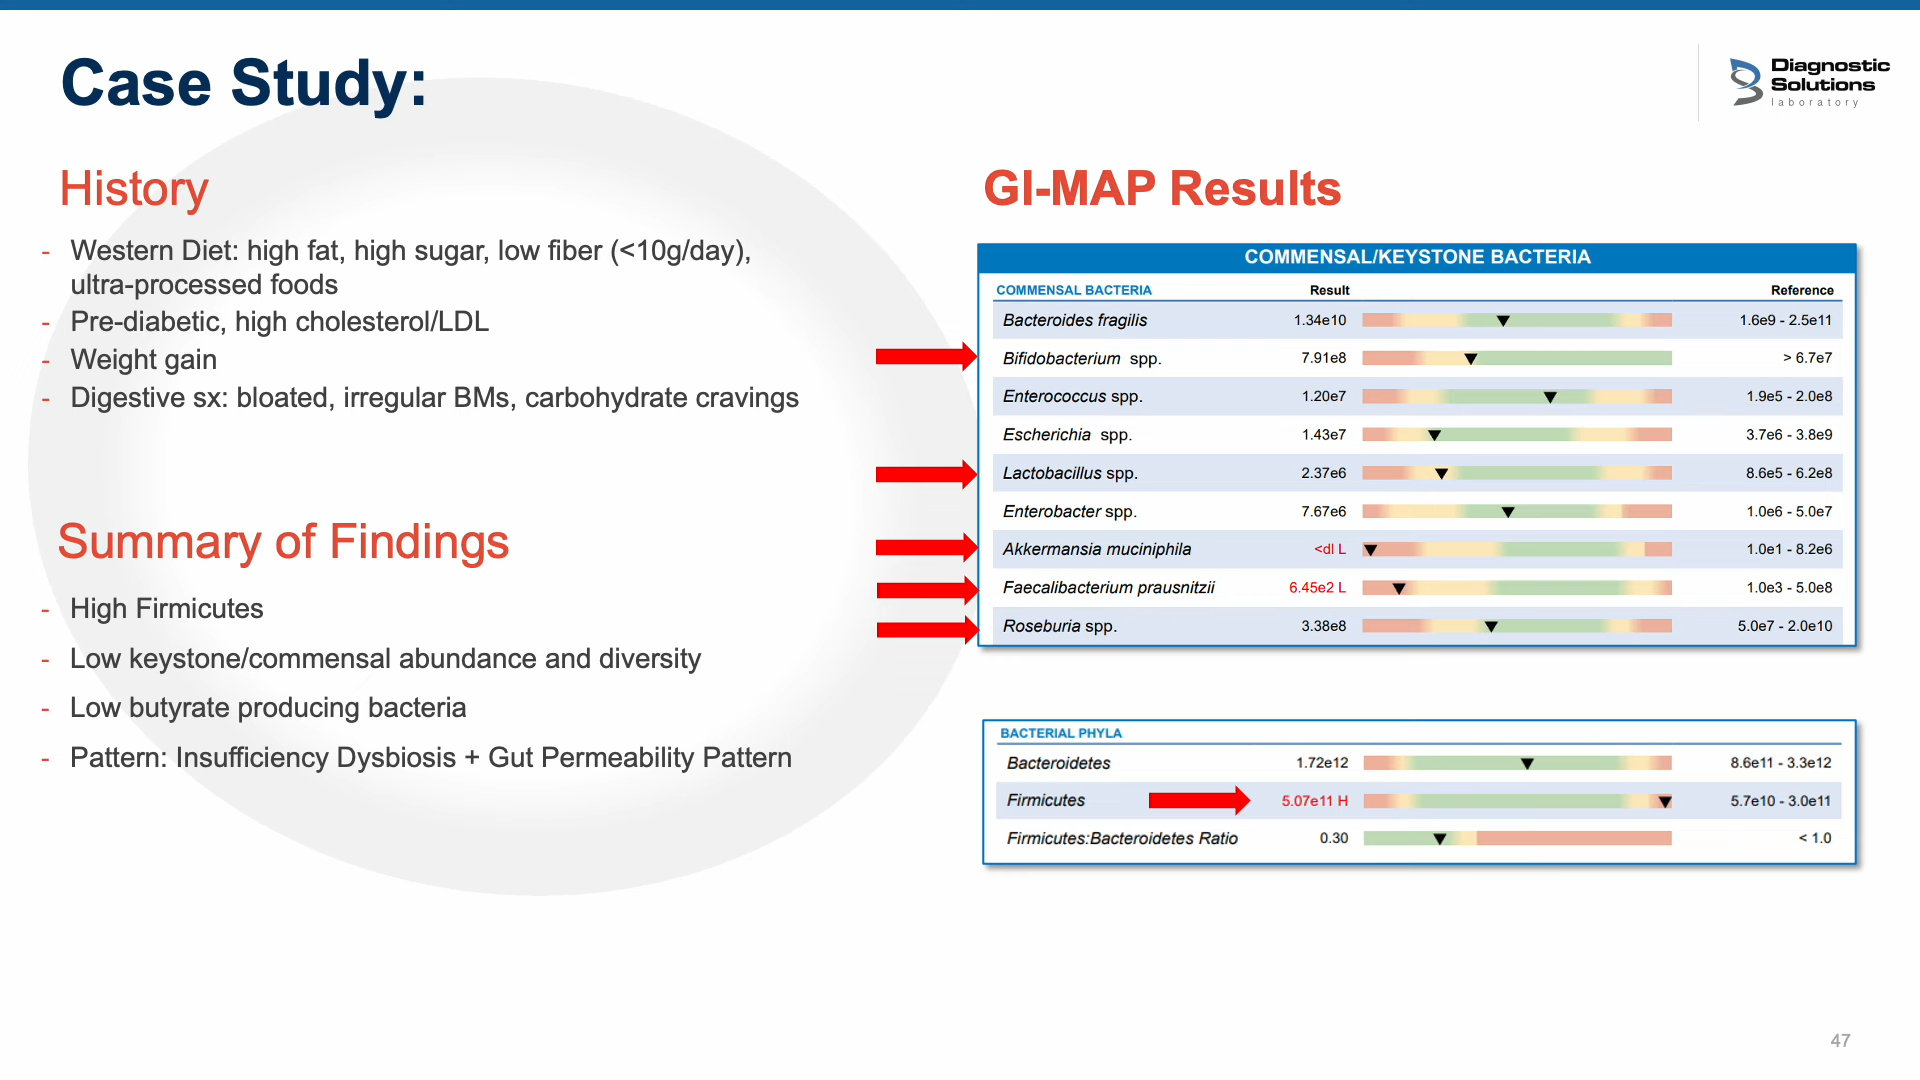 Case Study:
Diagnostic
Solutions
laboratory
History
- Western Diet: high fat, high sugar, low fiber (<10g/day),
ultra-processed foods
- Pre-diabetic, high cholesterol/LDL
- Weight gain
- Digestive sx: bloated, irregular BMs, carbohydrate cravings
Summary of Findings
- High Firmicutes
- Low keystone/commensal abundance and diversity
- Low butyrate producing bacteria
- Pattern: Insufficiency Dysbiosis + Gut Permeability Pattern
GI-MAP Results
COMMENSAL/KEYSTONE BACTERIA
COMMENSAL BACTERIA Result Reference
Bacteroides fragilis 1.34e10 1.6e9 - 2.5e11
Bifidobacterium spp. 7.91e8 > 6.7e7
Enterococcus spp. 1.20e7 1.9e5 - 2.0e8
Escherichia spp. 1.43e7 3.7e6 - 3.8e9
Lactobacillus spp. 2.37e6 8.6e5 - 6.2e8
Enterobacter spp. 7.67e6 1.0e6 - 5.0e7
Akkermansia muciniphila <dl L 1.0e1 - 8.2e6
Faecalibacterium prausnitzii 6.45e2 L 1.0e3 - 5.0e8
Roseburia spp. 3.38e8 5.0e7 - 2.0e10
BACTERIAL PHYLA
Bacteroidetes 1.72e12 8.6e11 - 3.3e12
Firmicutes 5.07e11 H 5.7e10 - 3.0e11
Firmicutes:Bacteroidetes Ratio 0.30 < 1.0
47